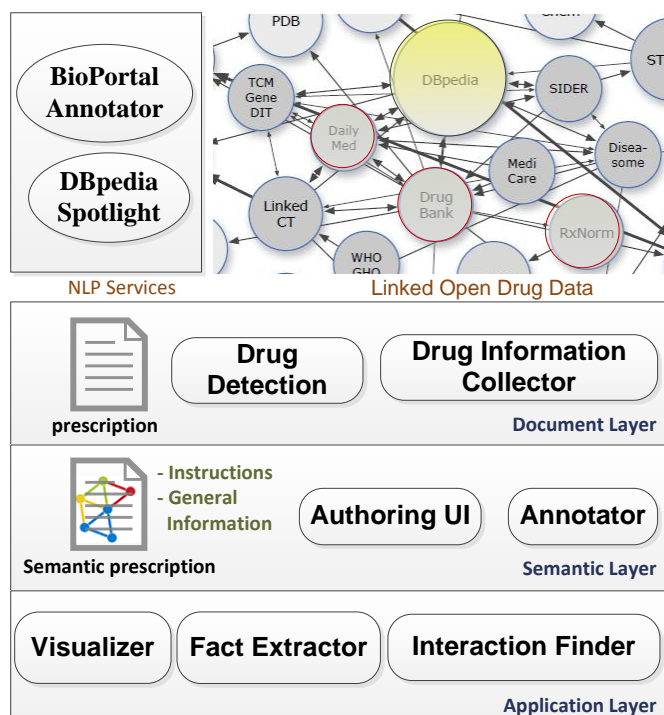 BioPortal
Annotator
DBpedia
Spotlight
NLP Services
PDB
TCM
Gene
DIT
Daily
Med
DBpedia
SIDER
Disea-
some
Medi
Care
Linked
CT
Drug
Bank
RxNorm
WHO
GHO
Linked Open Drug Data
prescription
Drug
Detection
Drug Information
Collector
Document Layer
Semantic prescription
- Instructions
- General
Information
Authoring UI
Annotator
Semantic Layer
Visualizer
Fact Extractor
Interaction Finder
Application Layer